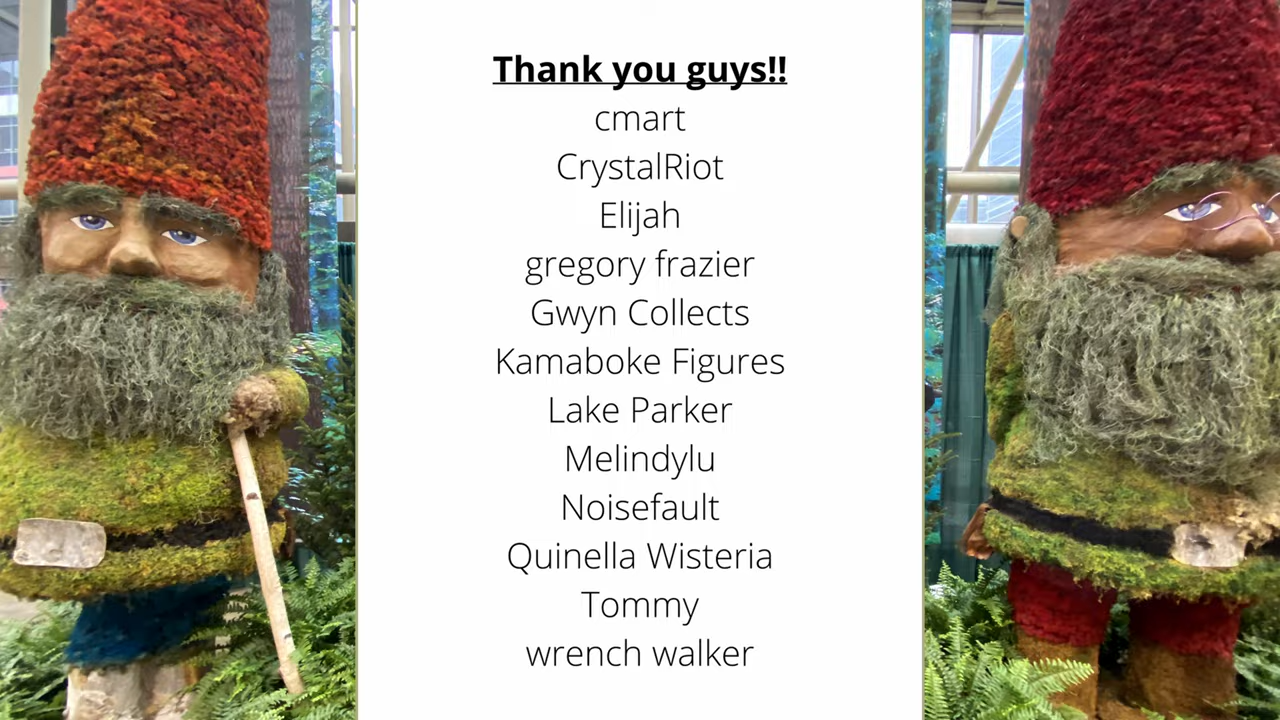 Thank you guys!!
cmart
CrystalRiot
Elijah
gregory frazier
Gwyn Collects
Kamaboke Figures
Lake Parker
Melindylu
Noisefault
Quinella Wisteria
Tommy
wrench walker